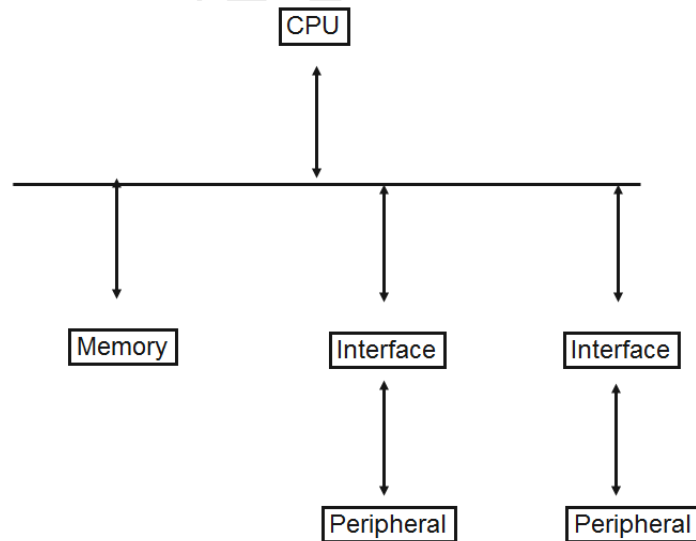 CPU
Memory
Interface
Interface
Peripheral
Peripheral